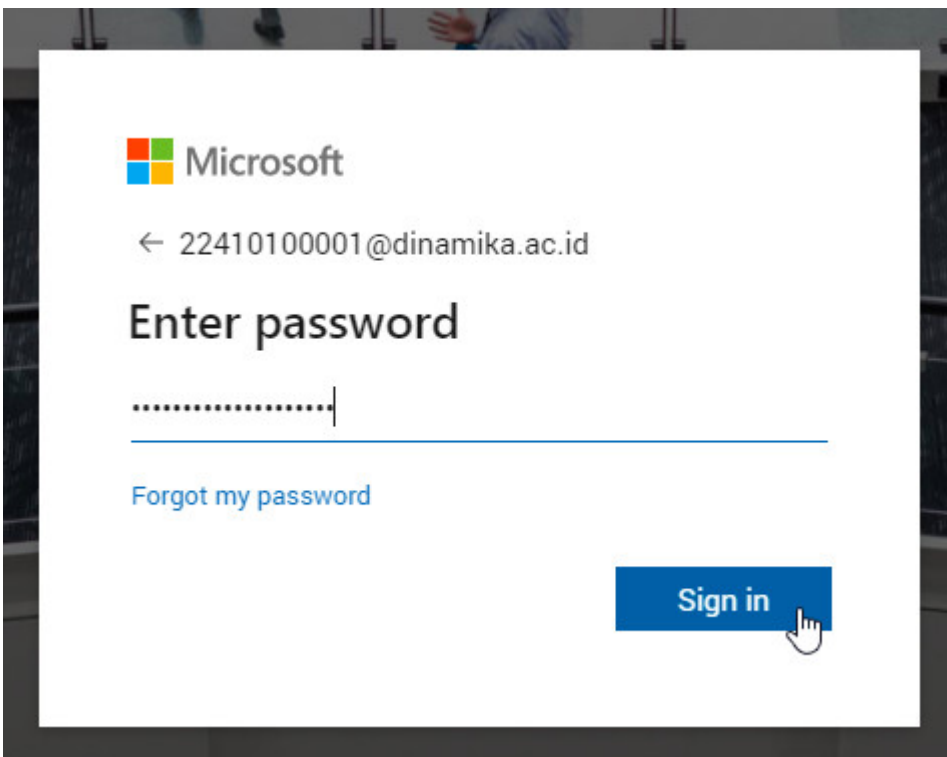 Microsoft
← 22410100001@dinamika.ac.id
Enter password
••••••••••••••••••••
Forgot my password
Sign in